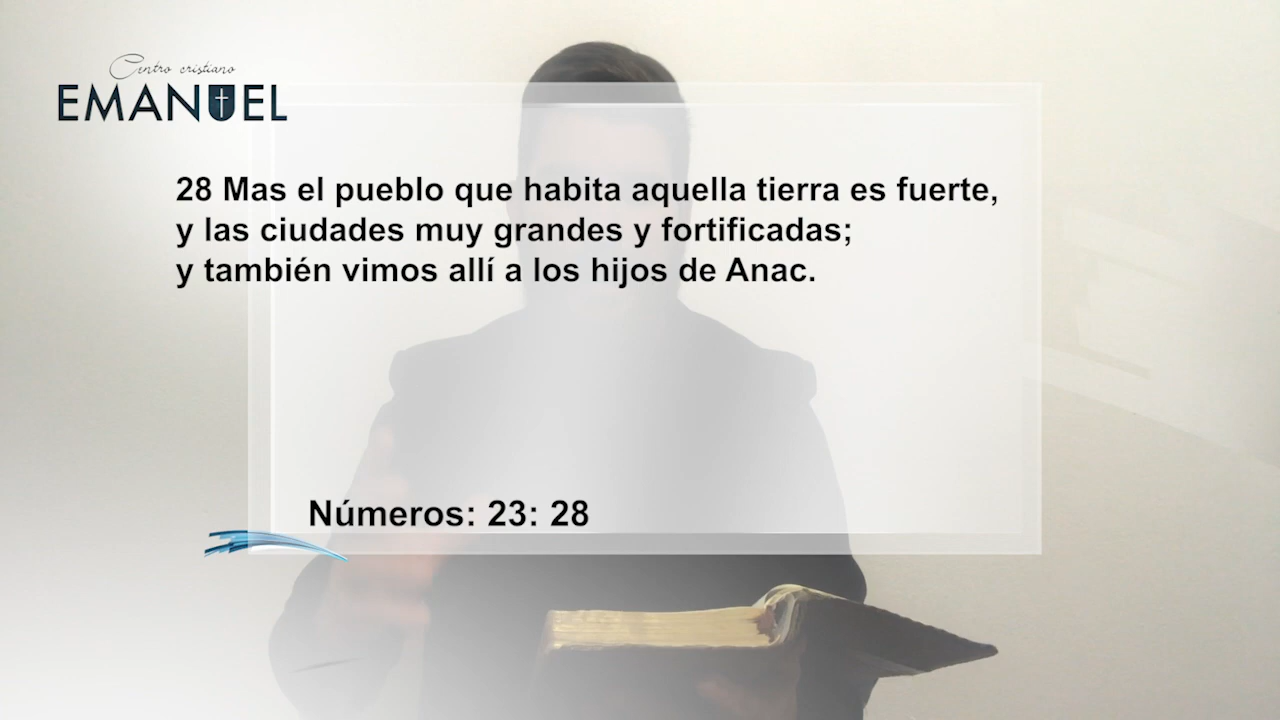 Centro cristiano
EMANUEL
28 Mas el pueblo que habita aquella tierra es fuerte,
y las ciudades muy grandes y fortificadas;
y también vimos allí a los hijos de Anac.
Números: 23: 28